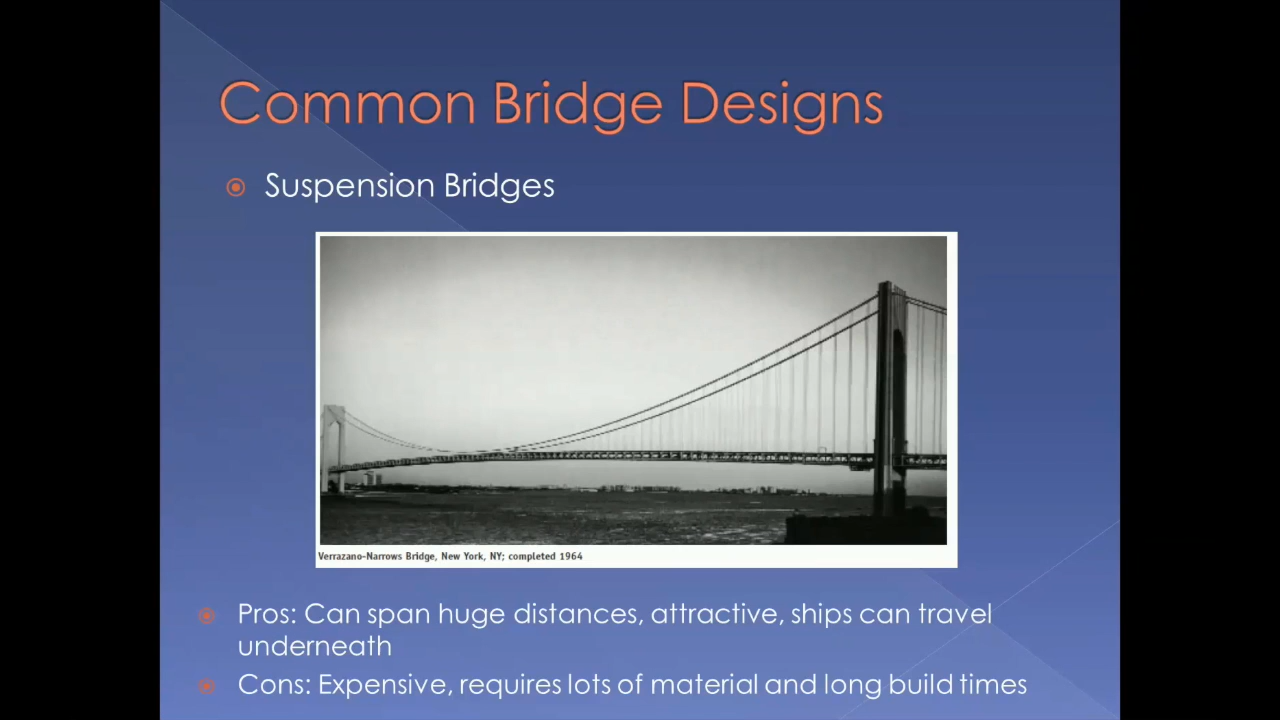 Common Bridge Designs
Suspension Bridges
Verrazano-Narrows Bridge, New York, NY; completed 1964
Pros: Can span huge distances, attractive, ships can travel
underneath
Cons: Expensive, requires lots of material and long build times